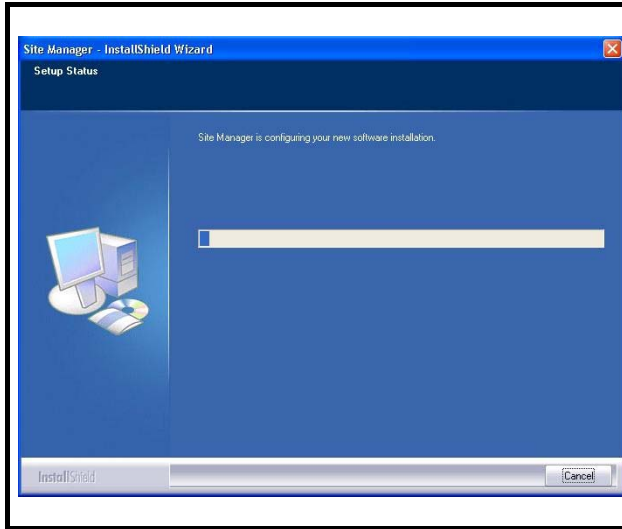 Site Manager - InstallShield Wizard
Setup Status
Site Manager is configuring your new software installation.
InstallShield
Cancel